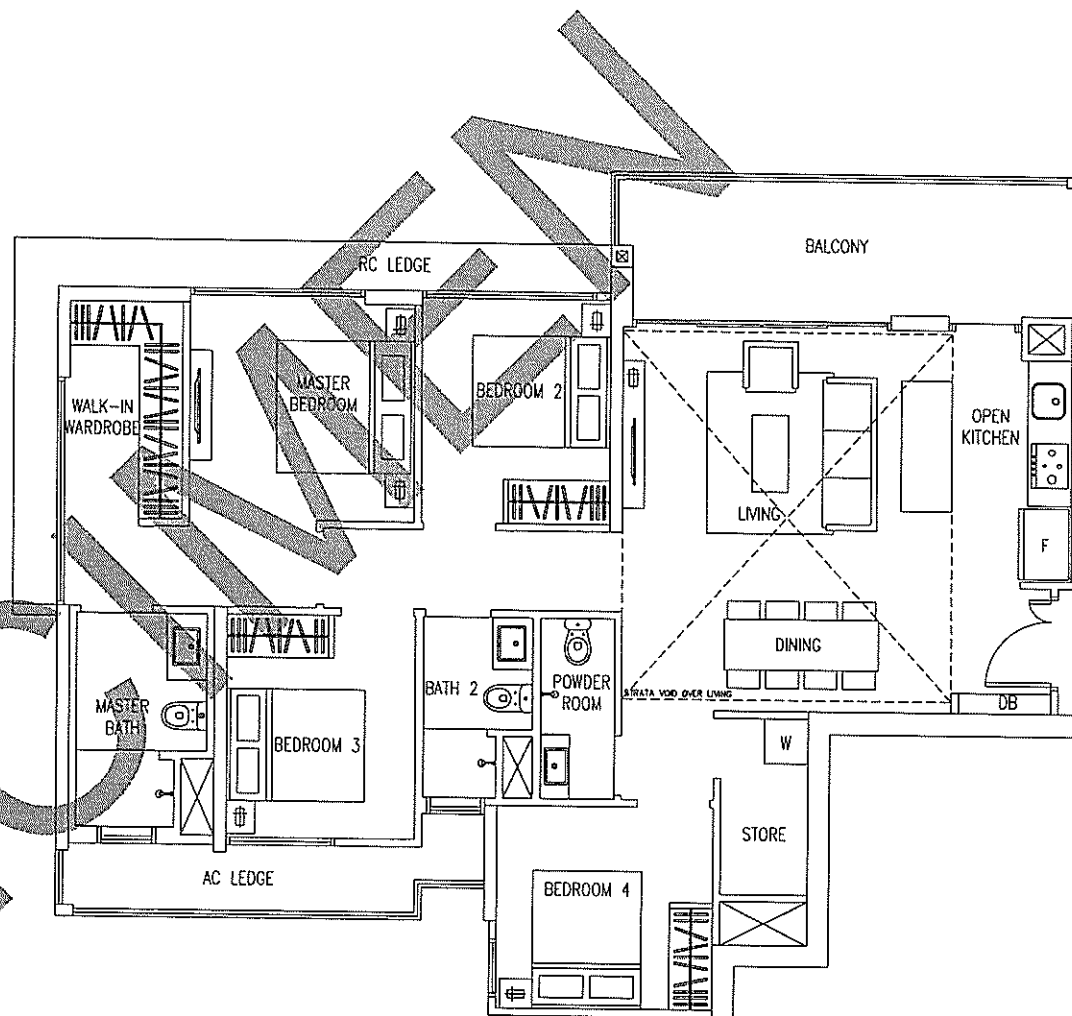 BALCONY
RC LEDGE
MASTER
BEDROOM
BEDROOM 2
WALK-IN
WARDROBE
OPEN
KITCHEN
LIVING
F
DINING
BATH 2
POWDER
ROOM
STRATA VOID OVER LIVING
DB
MASTER
BATH
BEDROOM 3
W
STORE
AC LEDGE
BEDROOM 4